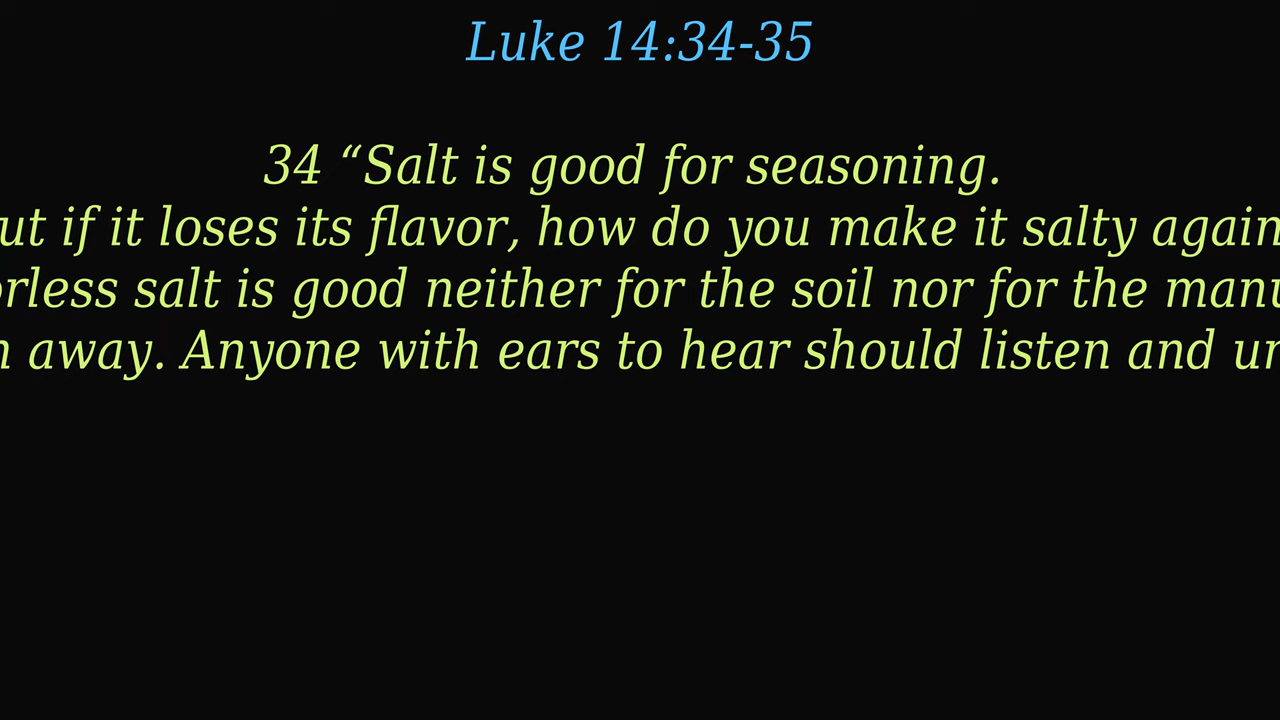 Luke 14:34-35
34 “Salt is good for seasoning.
ut if it loses its flavor, how do you make it salty again
rless salt is good neither for the soil nor for the manu
away. Anyone with ears to hear should listen and un